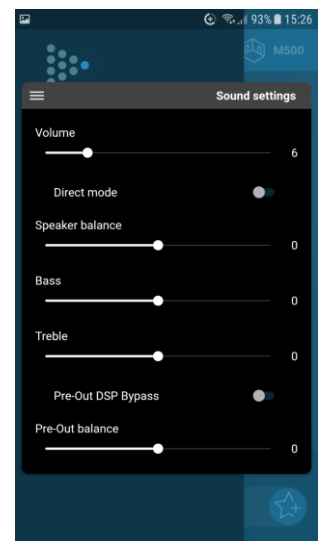 93% 15:26
M500
Sound settings
Volume
6
Direct mode
Speaker balance
0
Bass
0
Treble
0
Pre-Out DSP Bypass
Pre-Out balance
0